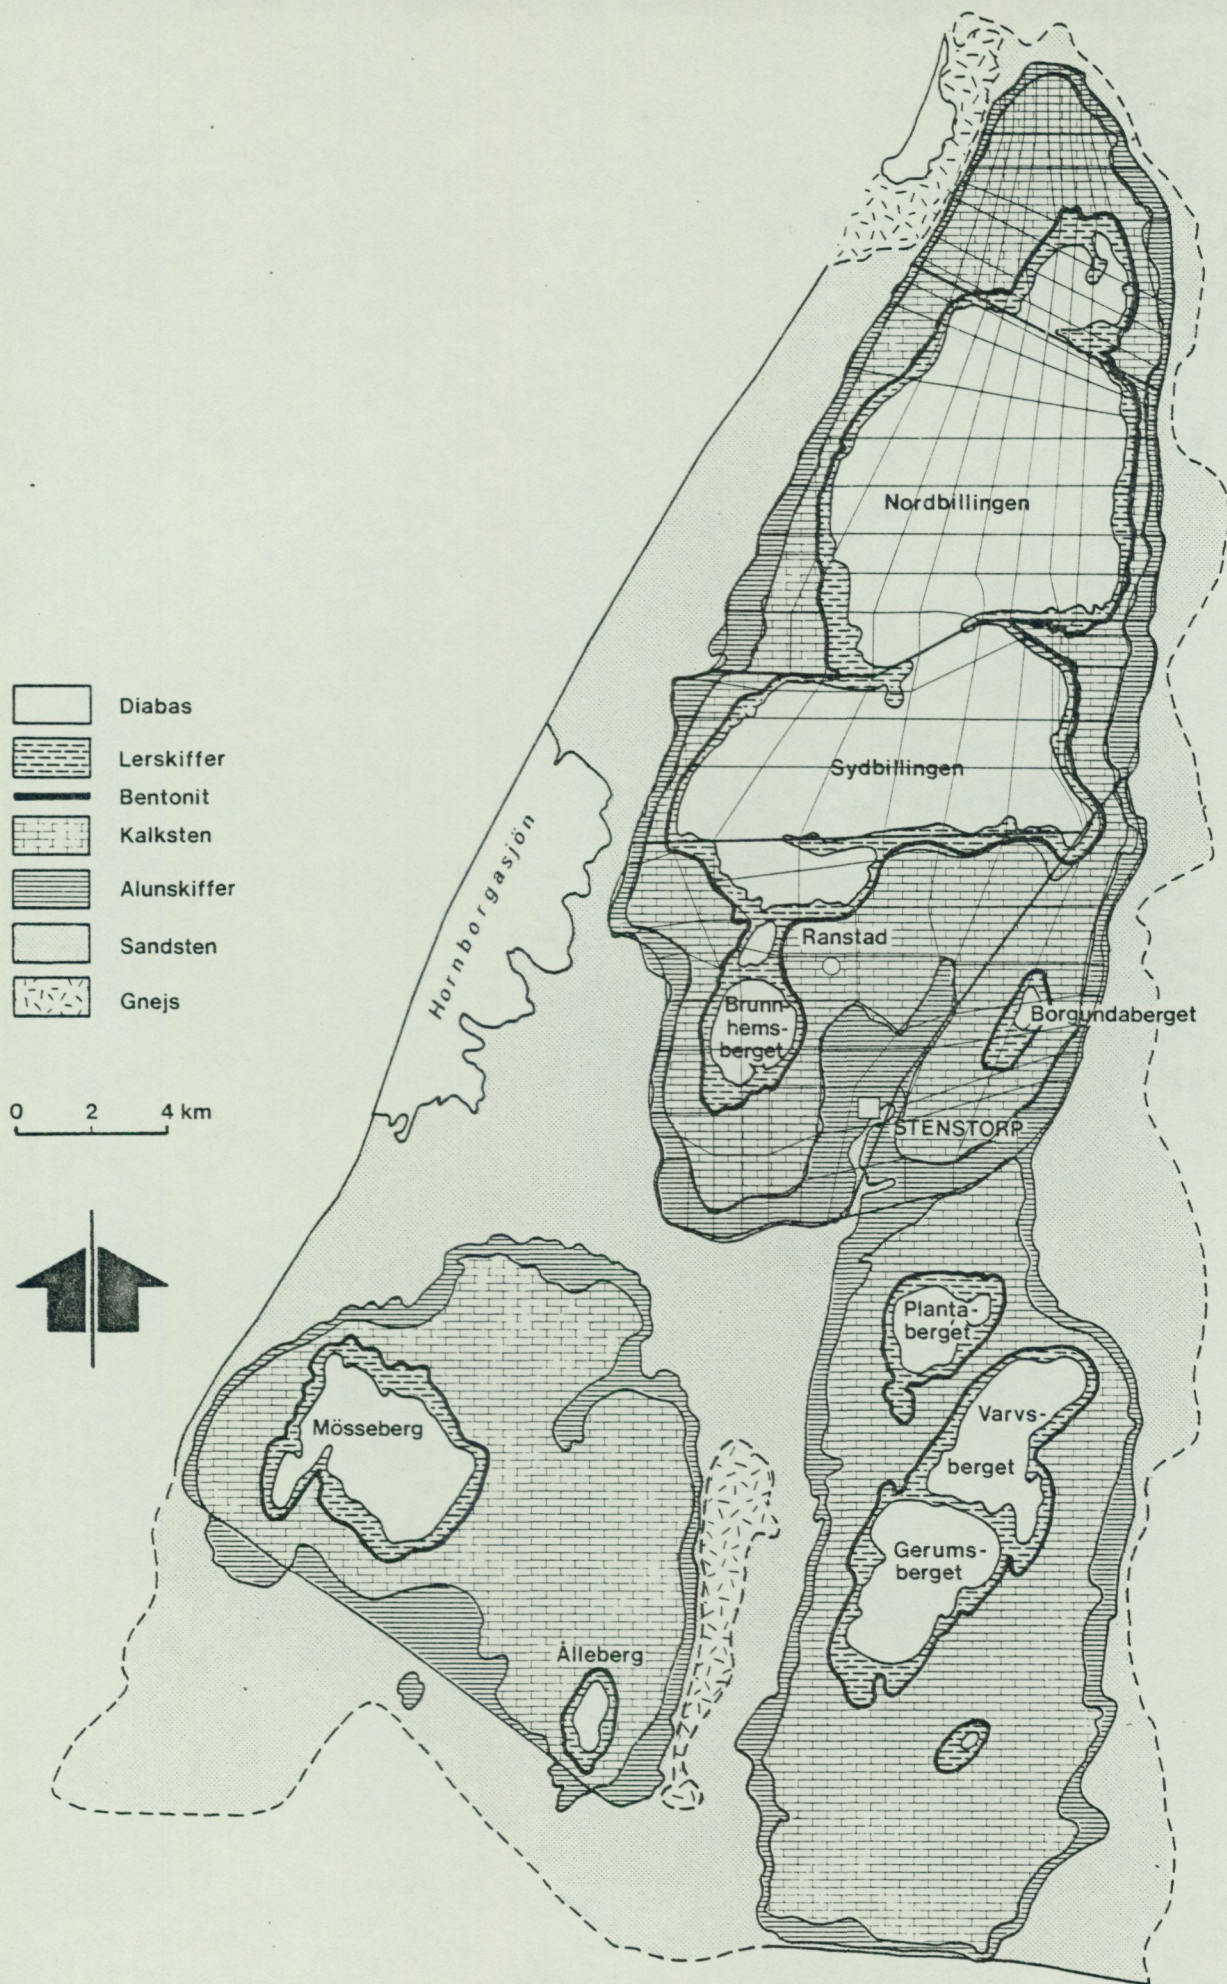 Nordbillingen
Diabas
Lerskiffer
Bentonit
Kalksten
Alunskiffer
Sandsten
Gnejs
0 2 4 km
Sydbillingen
Hornborgasjön
Ranstad
Brunn-
hems-
berget
Borgundaberget
STENSTORP
Planta-
berget
Mösseberg
Varvs-
berget
Gerums-
berget
Ålleberg